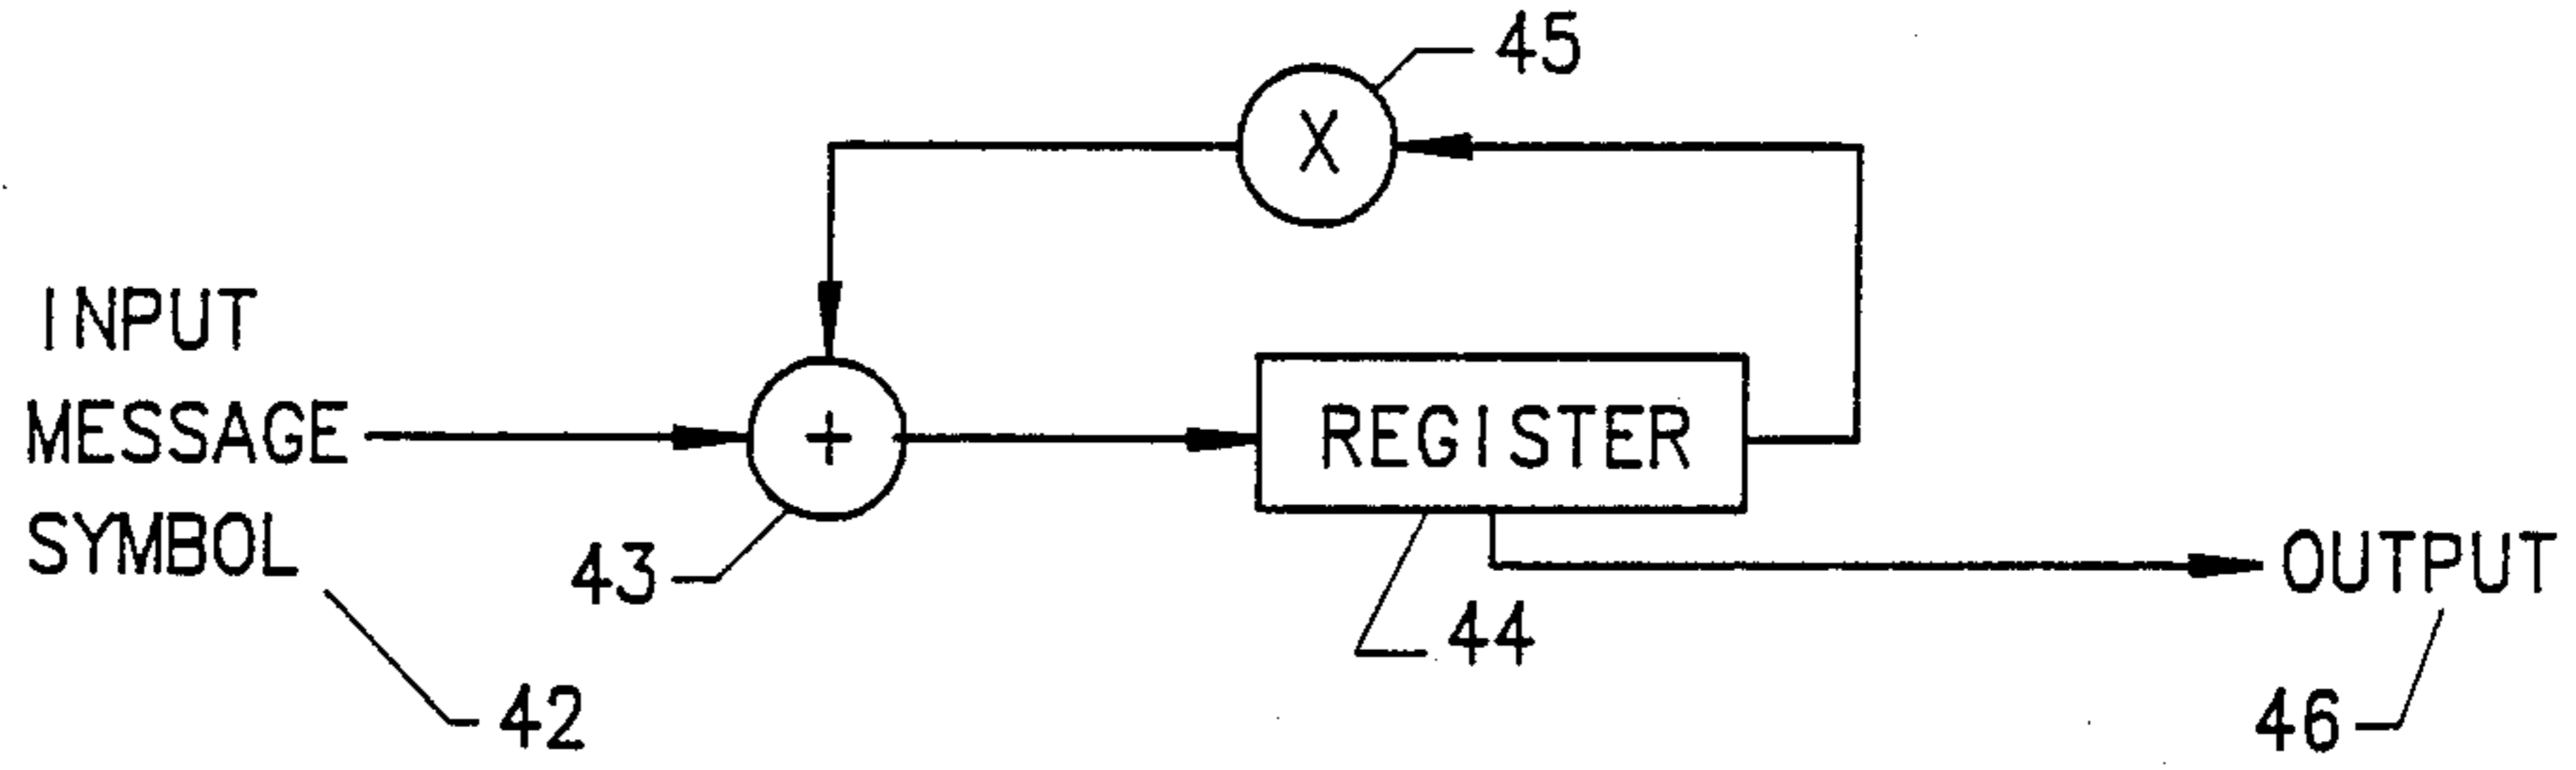 45
X
INPUT
MESSAGE
SYMBOL
+
REGISTER
43
OUTPUT
44
42
46